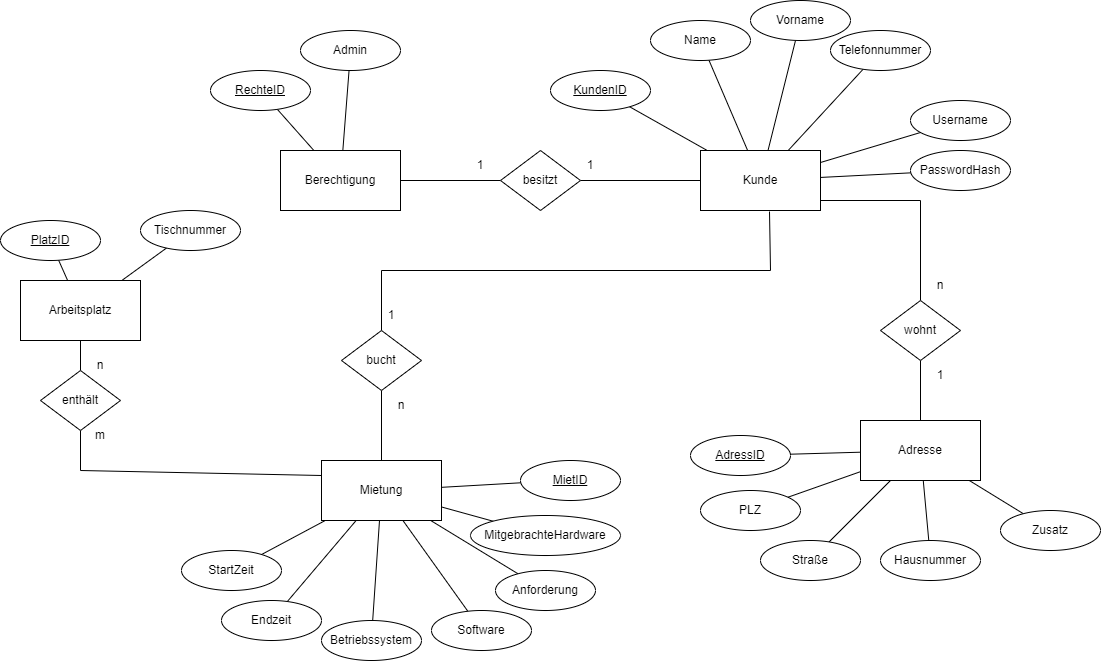 Vorname
Name
Admin
Telefonnummer
RechteID
KundenID
Username
1
1
PasswordHash
Berechtigung
besitzt
Kunde
Tischnummer
PlatzID
n
Arbeitsplatz
1
wohnt
n
bucht
1
enthält
n
m
Adresse
AdressID
MietID
Mietung
PLZ
Zusatz
MitgebrachteHardware
Straße
Hausnummer
StartZeit
Anforderung
Endzeit
Software
Betriebssystem